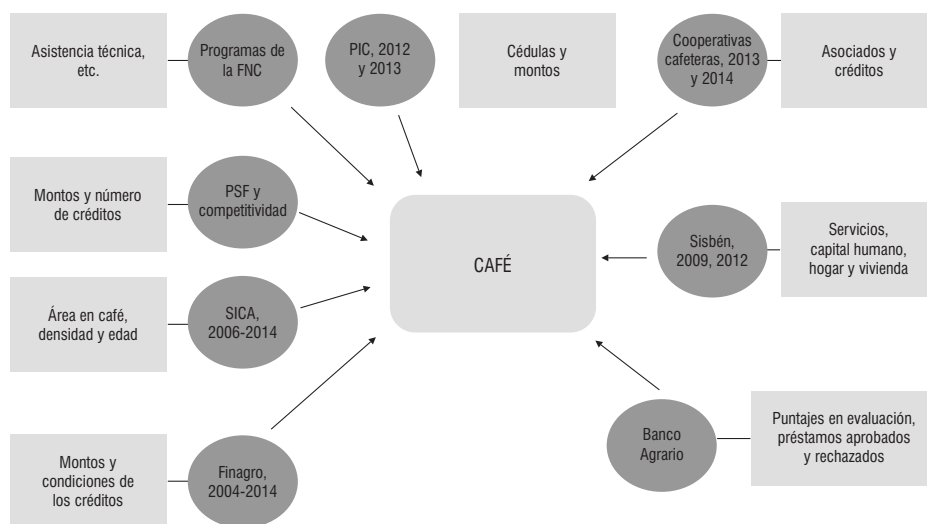 Asistencia técnica,
etc.
Programas de
la FNC
PIC, 2012
y 2013
Cédulas y
montos
Cooperativas
cafeteras, 2013
y 2014
Asociados y
créditos
Montos y número
de créditos
PSF y
competitividad
CAFÉ
Sisbén,
2009, 2012
Servicios,
capital humano,
hogar y vivienda
Área en café,
densidad y edad
SICA,
2006-2014
Montos y
condiciones de
los créditos
Finagro,
2004-2014
Banco
Agrario
Puntajes en evaluación,
préstamos aprobados
y rechazados